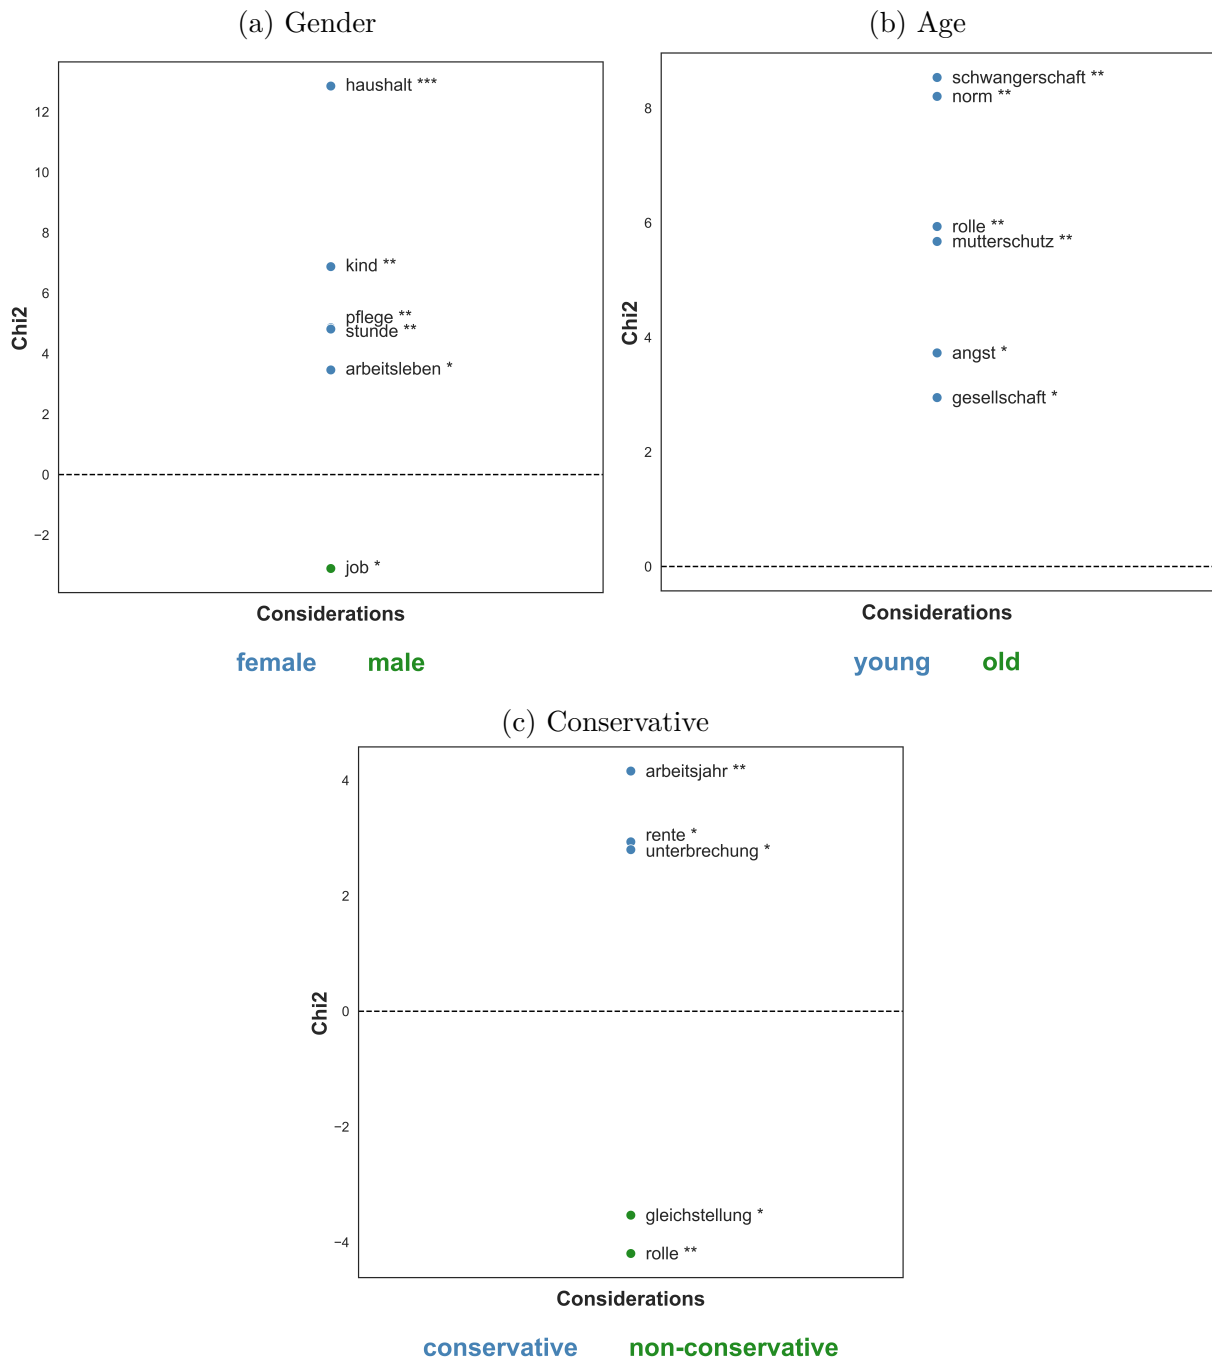 (a) Gender
12
10
8
6
4
2
0
−2
Chi2
haushalt ***
kind **
pflege **
stunde **
arbeitsleben *
job *
Considerations
female male
(b) Age
8
6
4
2
0
Chi2
schwangerschaft **
norm **
rolle **
mutterschutz **
angst *
gesellschaft *
Considerations
young old
(c) Conservative
4
2
0
−2
−4
Chi2
arbeitsjahr **
rente *
unterbrechung *
gleichstellung *
rolle **
Considerations
conservative non-conservative